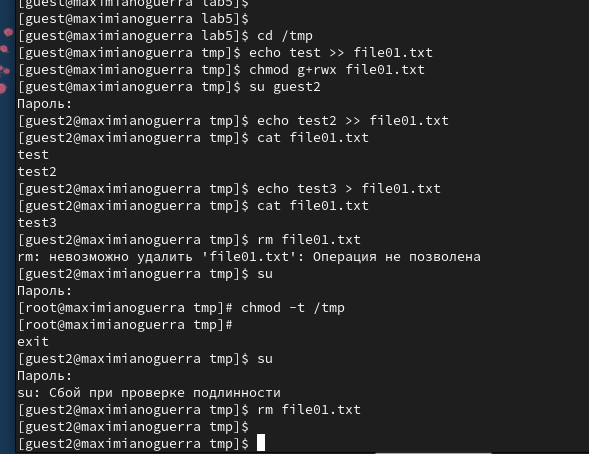 [guest@maximianoguerra lab5]$
[guest@maximianoguerra lab5]$
[guest@maximianoguerra lab5]$ cd /tmp
[guest@maximianoguerra tmp]$ echo test >> file01.txt
[guest@maximianoguerra tmp]$ chmod g+rwx file01.txt
[guest@maximianoguerra tmp]$ su guest2
Пароль:
[guest2@maximianoguerra tmp]$ echo test2 >> file01.txt
[guest2@maximianoguerra tmp]$ cat file01.txt
test
test2
[guest2@maximianoguerra tmp]$ echo test3 > file01.txt
[guest2@maximianoguerra tmp]$ cat file01.txt
test3
[guest2@maximianoguerra tmp]$ rm file01.txt
rm: невозможно удалить 'file01.txt': Операция не позволена
[guest2@maximianoguerra tmp]$ su
Пароль:
[root@maximianoguerra tmp]# chmod -t /tmp
[root@maximianoguerra tmp]#
exit
[guest2@maximianoguerra tmp]$ su
Пароль:
su: Сбой при проверке подлинности
[guest2@maximianoguerra tmp]$ rm file01.txt
[guest2@maximianoguerra tmp]$
[guest2@maximianoguerra tmp]$